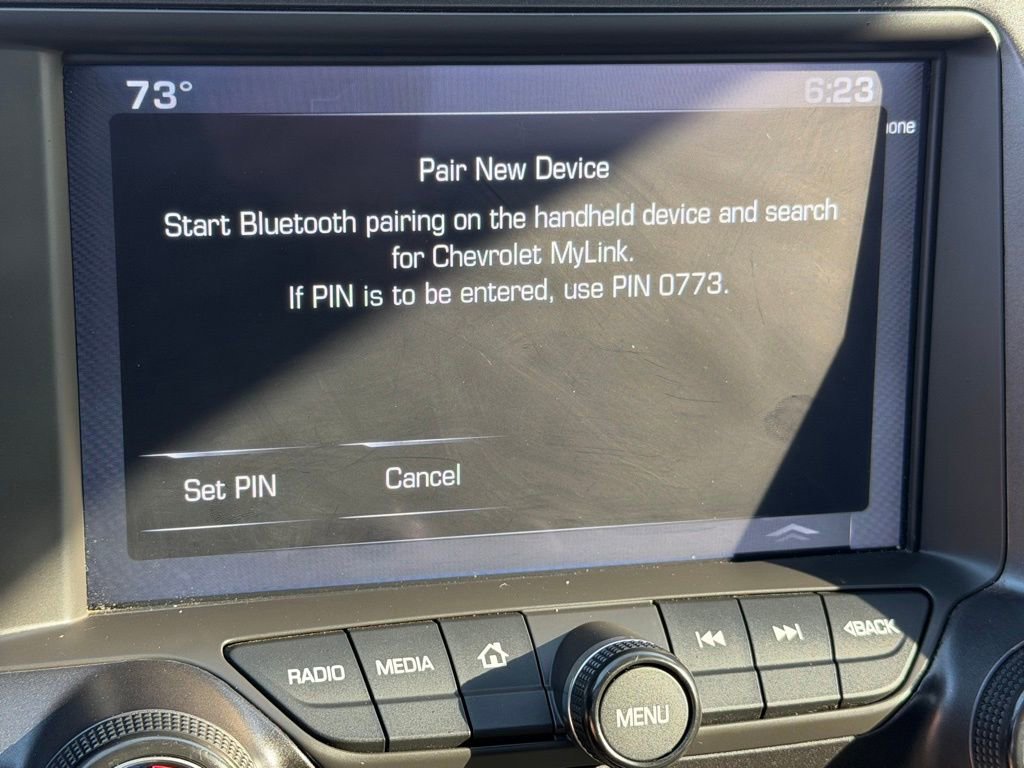 73°
6:23
Pair New Device
Start Bluetooth pairing on the handheld device and search
for Chevrolet MyLink.
If PIN is to be entered, use PIN 0773.
Set PIN
Cancel
RADIO
MEDIA
MENU
BACK